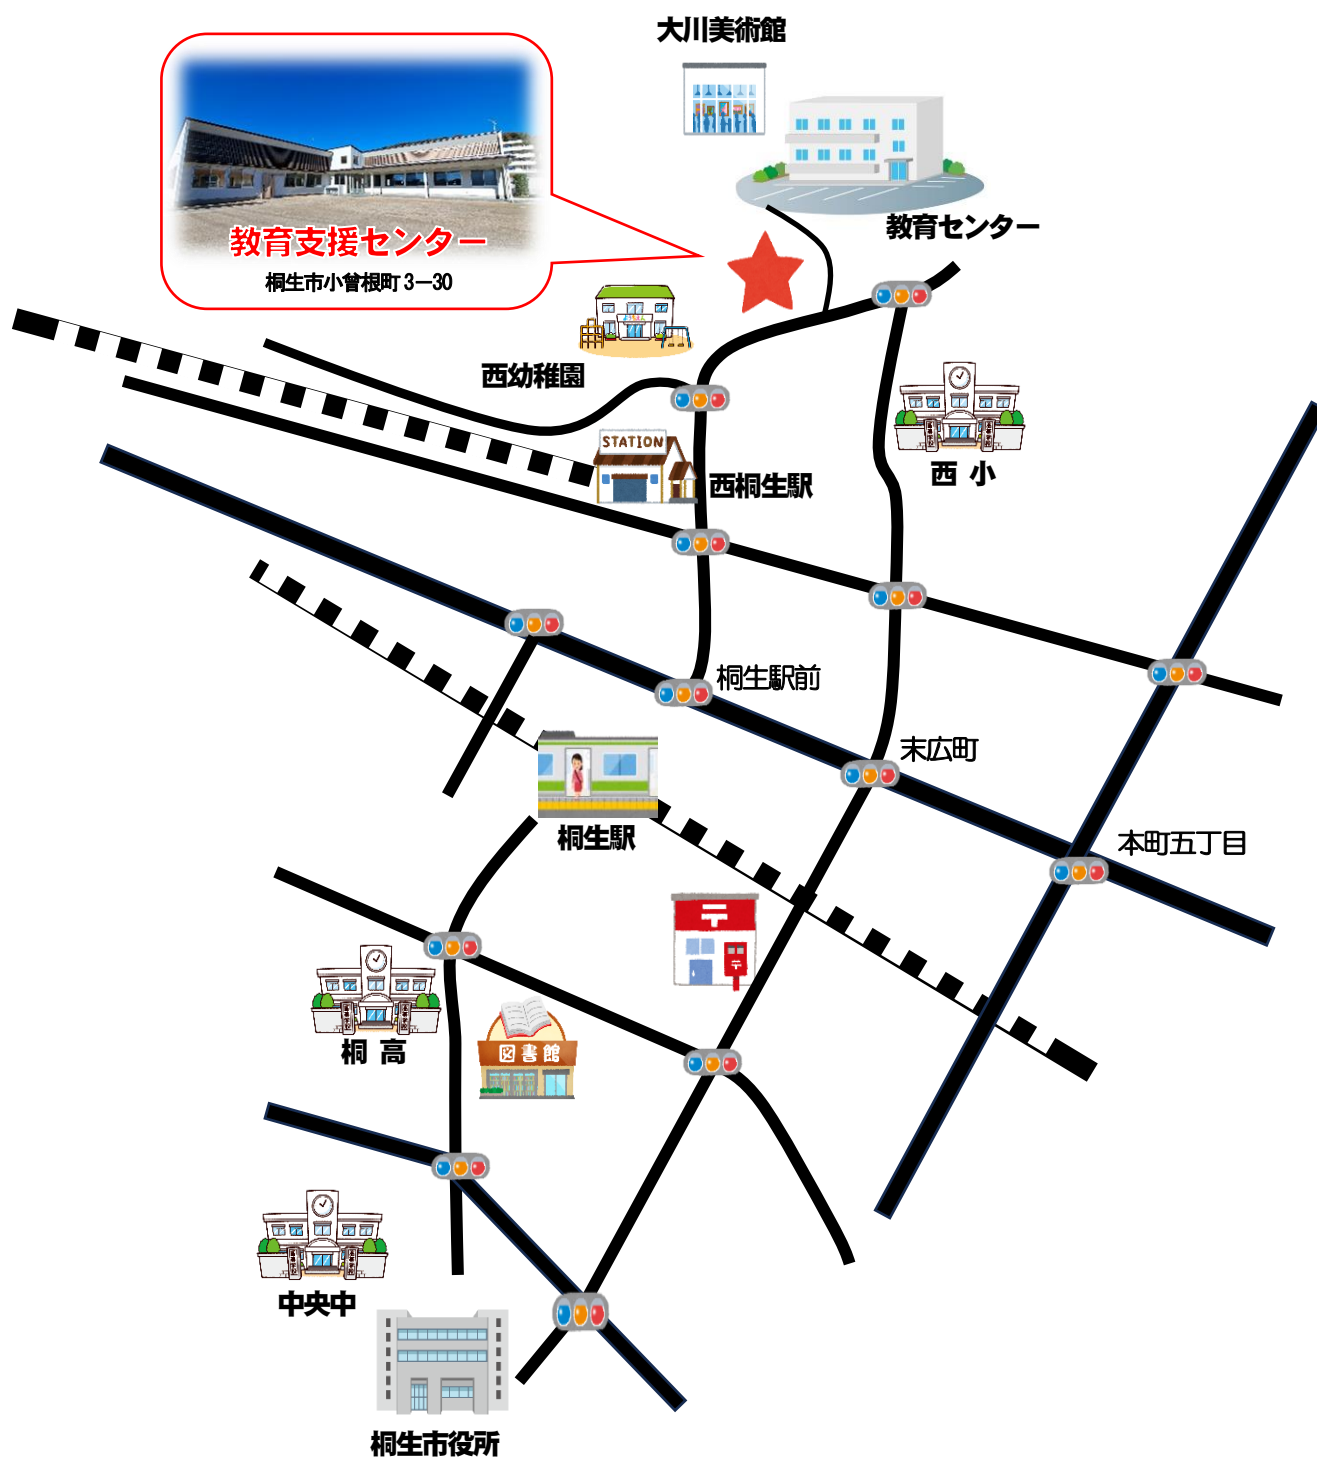 大川美術館
教育センター
教育支援センター
桐生市小曾根町3－30
西幼稚園
STATION
西桐生駅
西 小
桐生駅前
末広町
本町五丁目
桐生駅
〒
〒
桐 高
図書館
中央中
桐生市役所